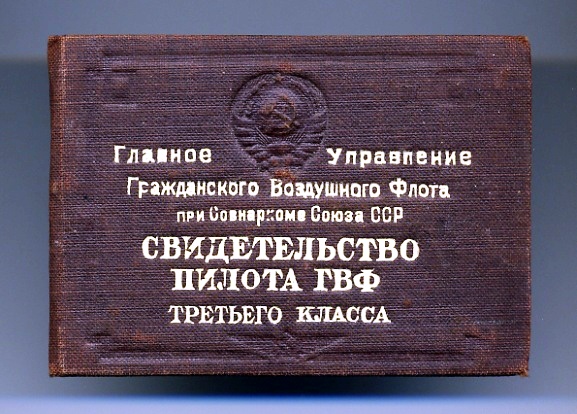 Главное Управление
Гражданского Воздушного Флота
при Совнаркоме Союза ССР
СВИДЕТЕЛЬСТВО
ПИЛОТА ГВФ
ТРЕТЬЕГО КЛАССА